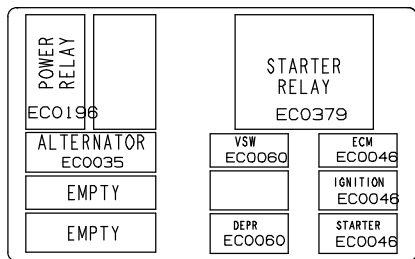 POWER
RELAY
EC0196
STARTER
RELAY
EC0379
ALTERNATOR
EC0035
VSW
EC0060
ECM
EC0046
EMPTY
IGNITION
EC0046
EMPTY
DEPR
EC0060
STARTER
EC0046